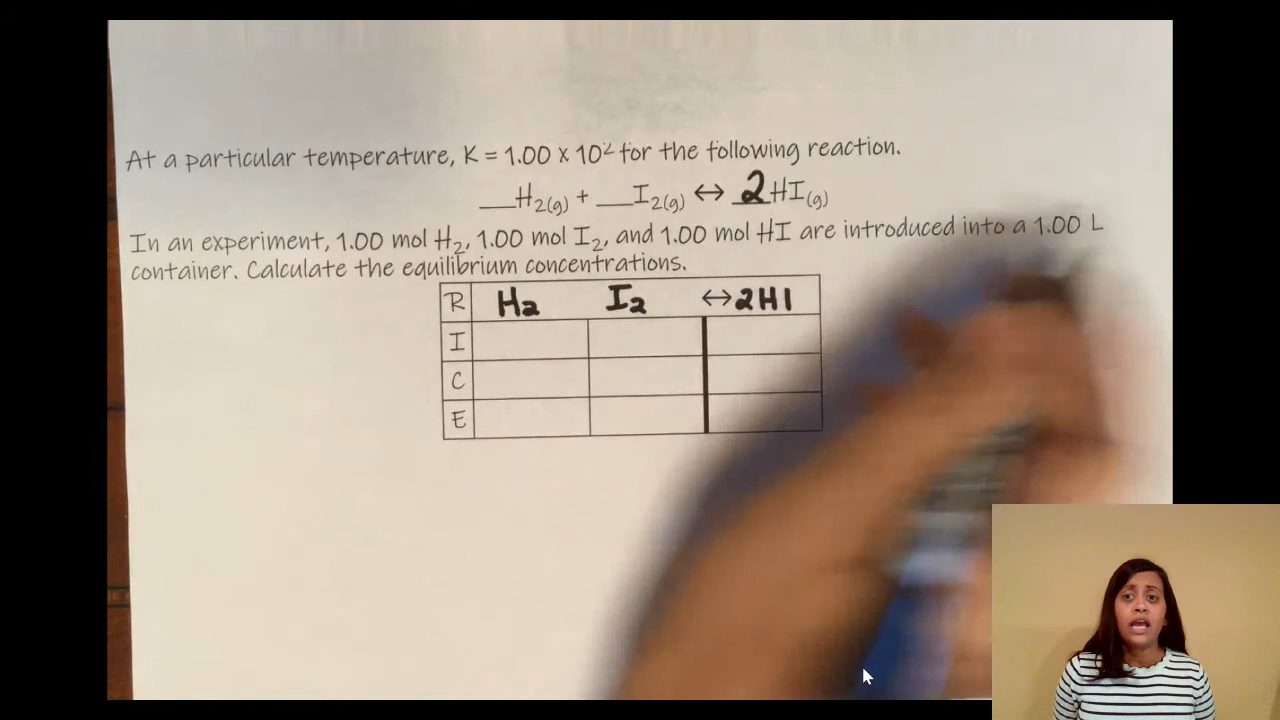 At a particular temperature, K = 1.00 x 10² for the following reaction.
__H₂(g) + __I₂(g) ↔ 2HI(g)
In an experiment, 1.00 mol H₂, 1.00 mol I₂, and 1.00 mol HI are introduced into a 1.00 L
container. Calculate the equilibrium concentrations.
R H₂ I₂ ↔2HI
I
C
E